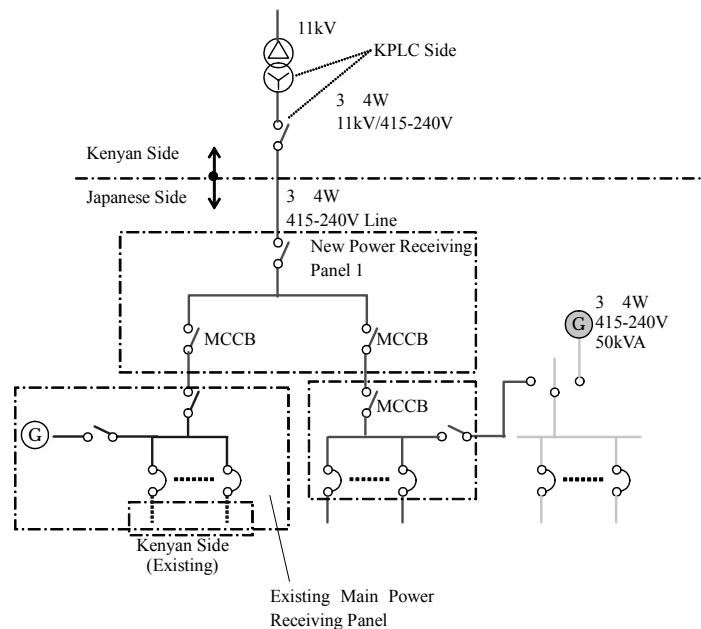 11kV
KPLC Side
3 4W
11kV/415-240V
Kenyan Side
Japanese Side
3 4W
415-240V Line
New Power Receiving
Panel 1
MCCB
MCCB
3 4W
415-240V
50kVA
G
MCCB
G
Kenyan Side
(Existing)
Existing Main Power
Receiving Panel